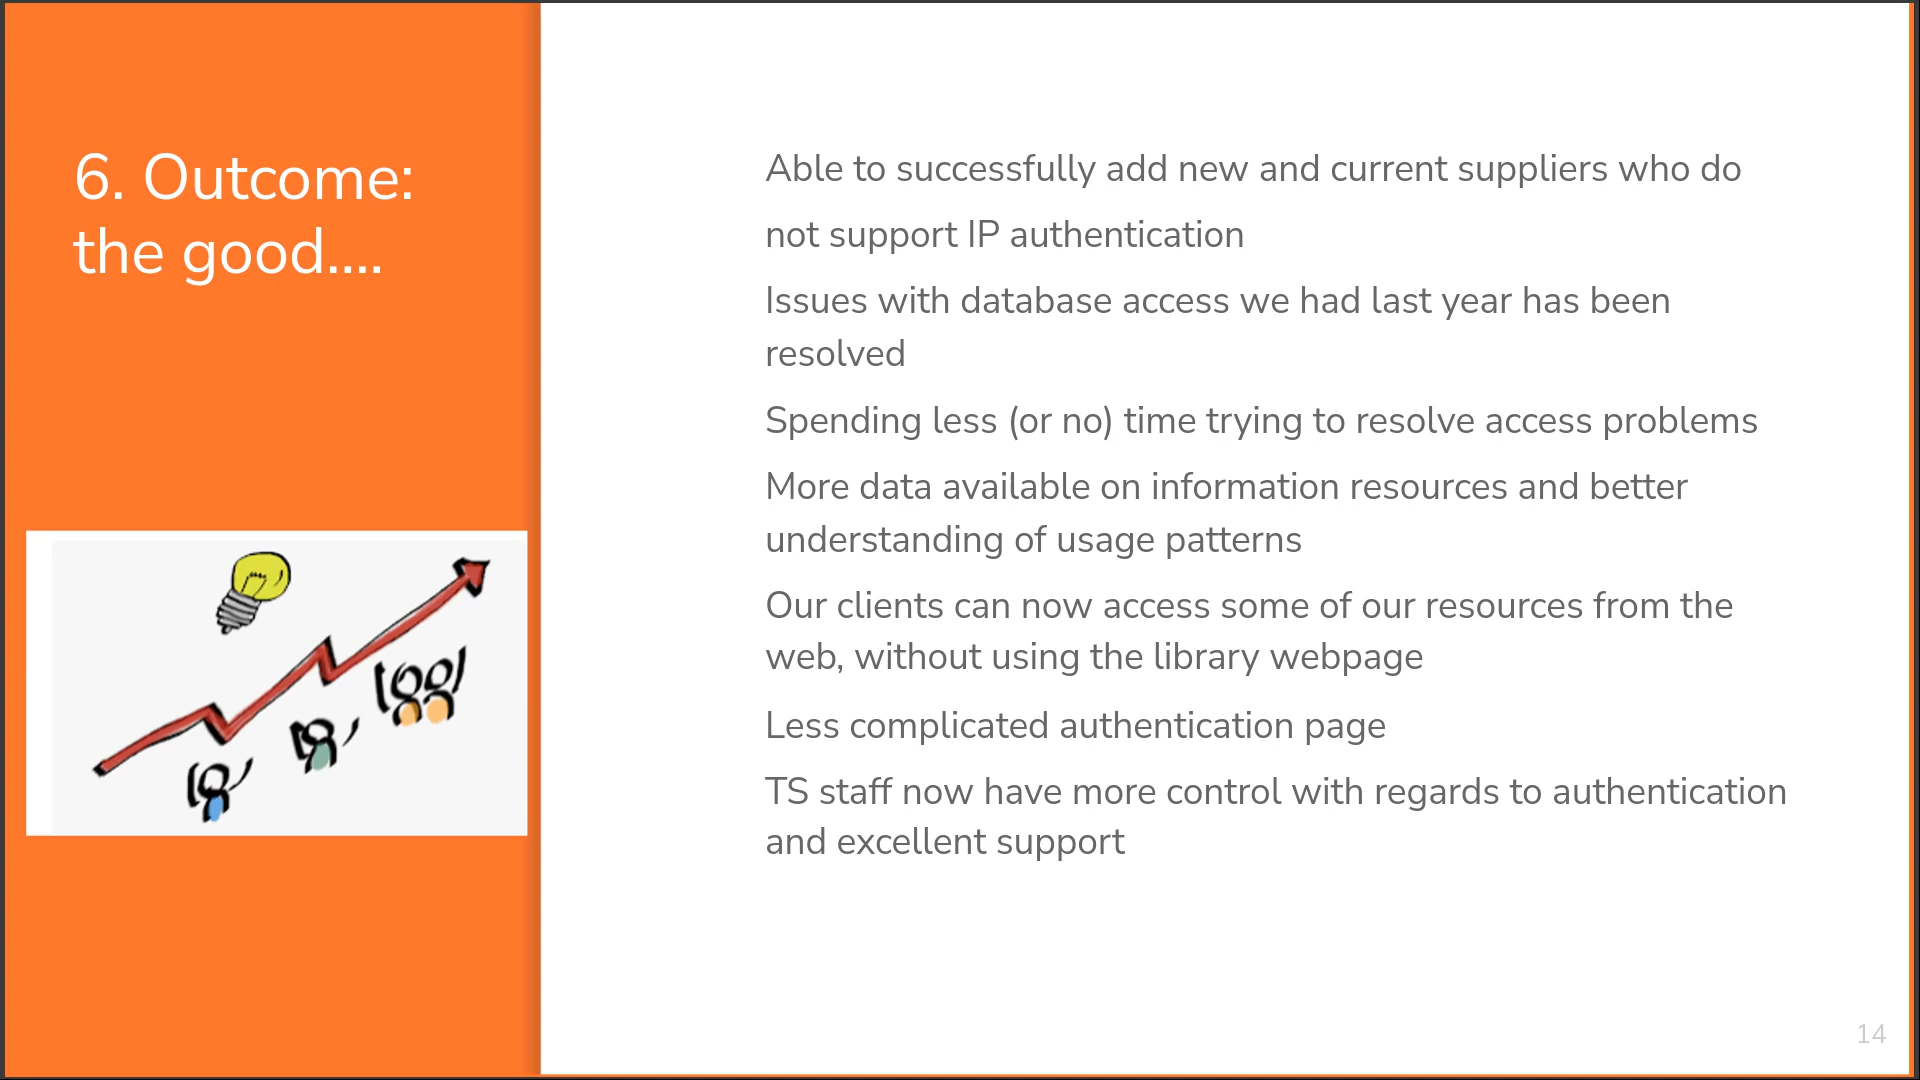 6. Outcome:
the good....
Able to successfully add new and current suppliers who do
not support IP authentication
Issues with database access we had last year has been
resolved
Spending less (or no) time trying to resolve access problems
More data available on information resources and better
understanding of usage patterns
Our clients can now access some of our resources from the
web, without using the library webpage
Less complicated authentication page
TS staff now have more control with regards to authentication
and excellent support
14